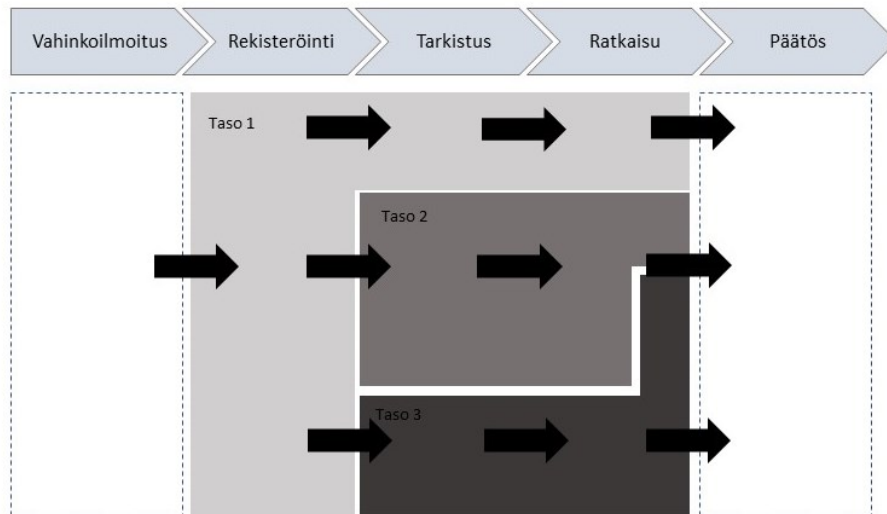 Vahinkoilmoitus
Rekisteröinti
Tarkistus
Ratkaisu
Päätös
Taso 1
Taso 2
Taso 3